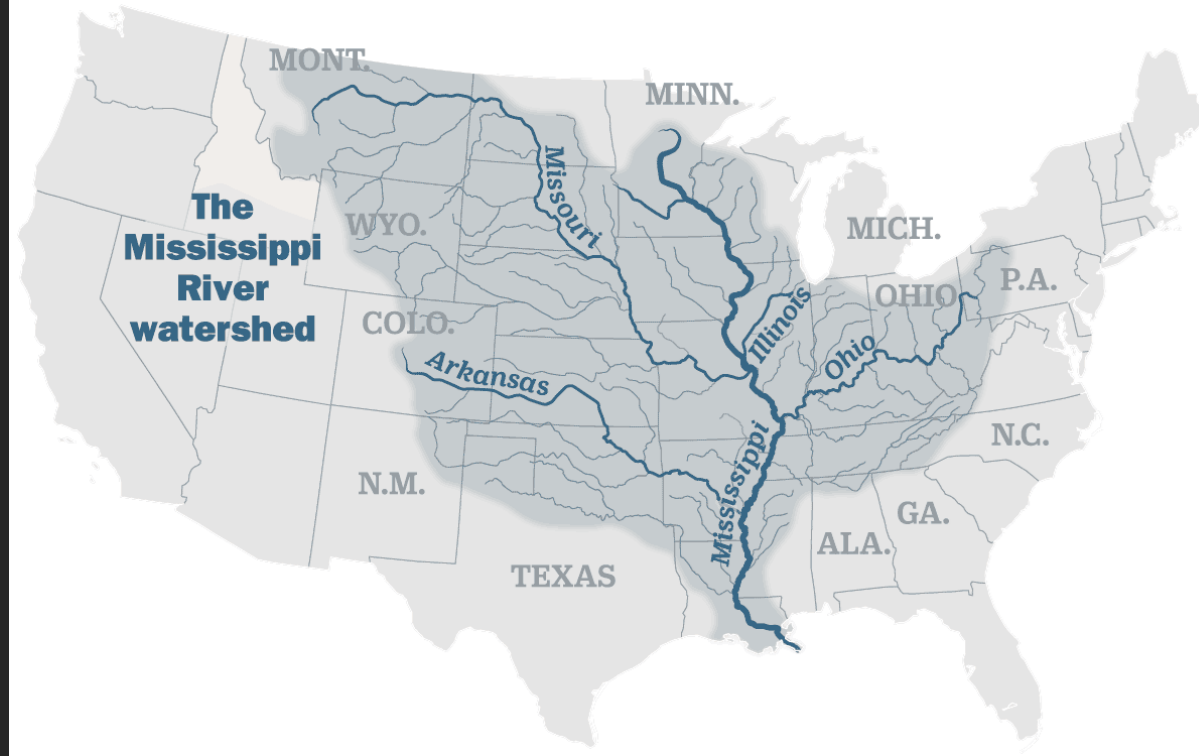 MONT.
MINN.
Missouri
The
Mississippi
River
watershed
WYO.
MICH.
P.A.
OHIO
Illinois
COLO.
Ohio
Arkansas
Mississippi
N.C.
N.M.
GA.
ALA.
TEXAS